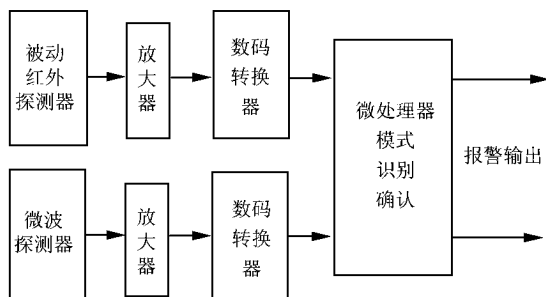 被动
红外
探测器
放
大
器
数码
转换
器
微处理器
模式
识别
确认
报警输出
微波
探测器
放
大
器
数码
转换
器